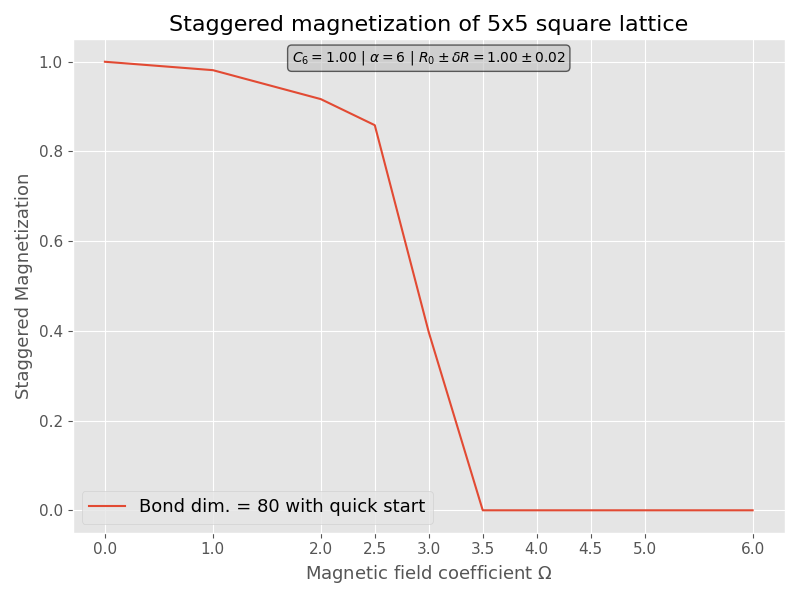 Staggered magnetization of 5x5 square lattice
C₆ = 1.00 | α = 6 | R₀ ± δR = 1.00 ± 0.02
Staggered Magnetization
1.0
0.8
0.6
0.4
0.2
0.0
Bond dim. = 80 with quick start
0.0 1.0 2.0 2.5 3.0 3.5 4.0 4.5 5.0 6.0
Magnetic field coefficient Ω